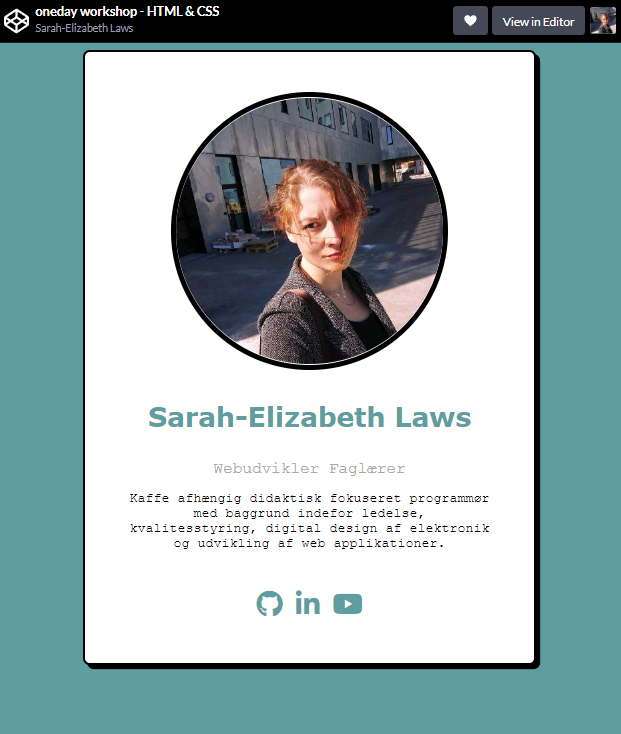 oneday workshop - HTML & CSS
Sarah-Elizabeth Laws
View in Editor
Sarah-Elizabeth Laws
Webudvikler Faglærer
Kaffe afhængig didaktisk fokuseret programmør
med baggrund indefor ledelse,
kvalitesstyring, digital design af elektronik
og udvikling af web applikationer.
in